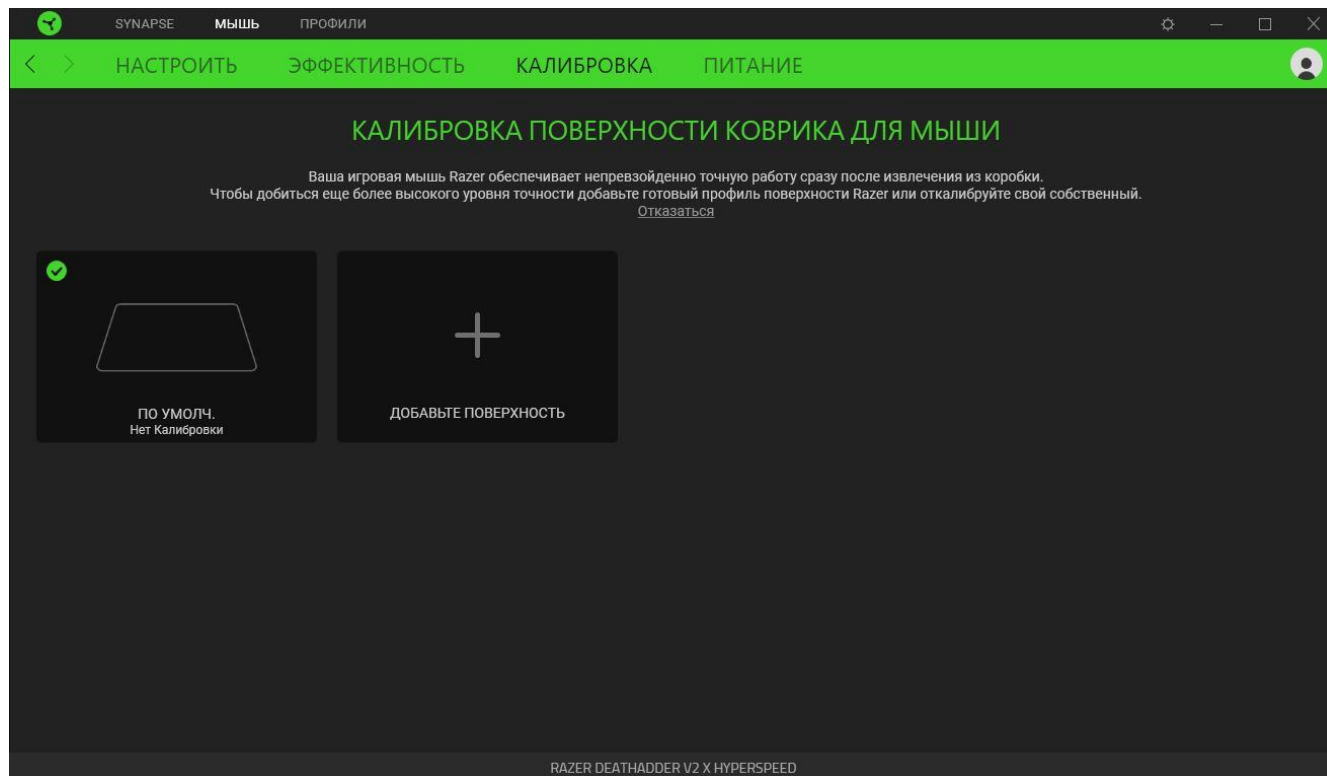 SYNAPSE МЫШЬ ПРОФИЛИ
НАСТРОИТЬ ЭФФЕКТИВНОСТЬ КАЛИБРОВКА ПИТАНИЕ
КАЛИБРОВКА ПОВЕРХНОСТИ КОВРИКА ДЛЯ МЫШИ
Ваша игровая мышь Razer обеспечивает непревзойденно точную работу сразу после извлечения из коробки.
Чтобы добиться еще более высокого уровня точности добавьте готовый профиль поверхности Razer или откалибруйте свой собственный.
Отказаться
ПО УМОЛЧ.
Нет Калибровки
ДОБАВЬТЕ ПОВЕРХНОСТЬ
RAZER DEATHADDER V2 X HYPERSPEED